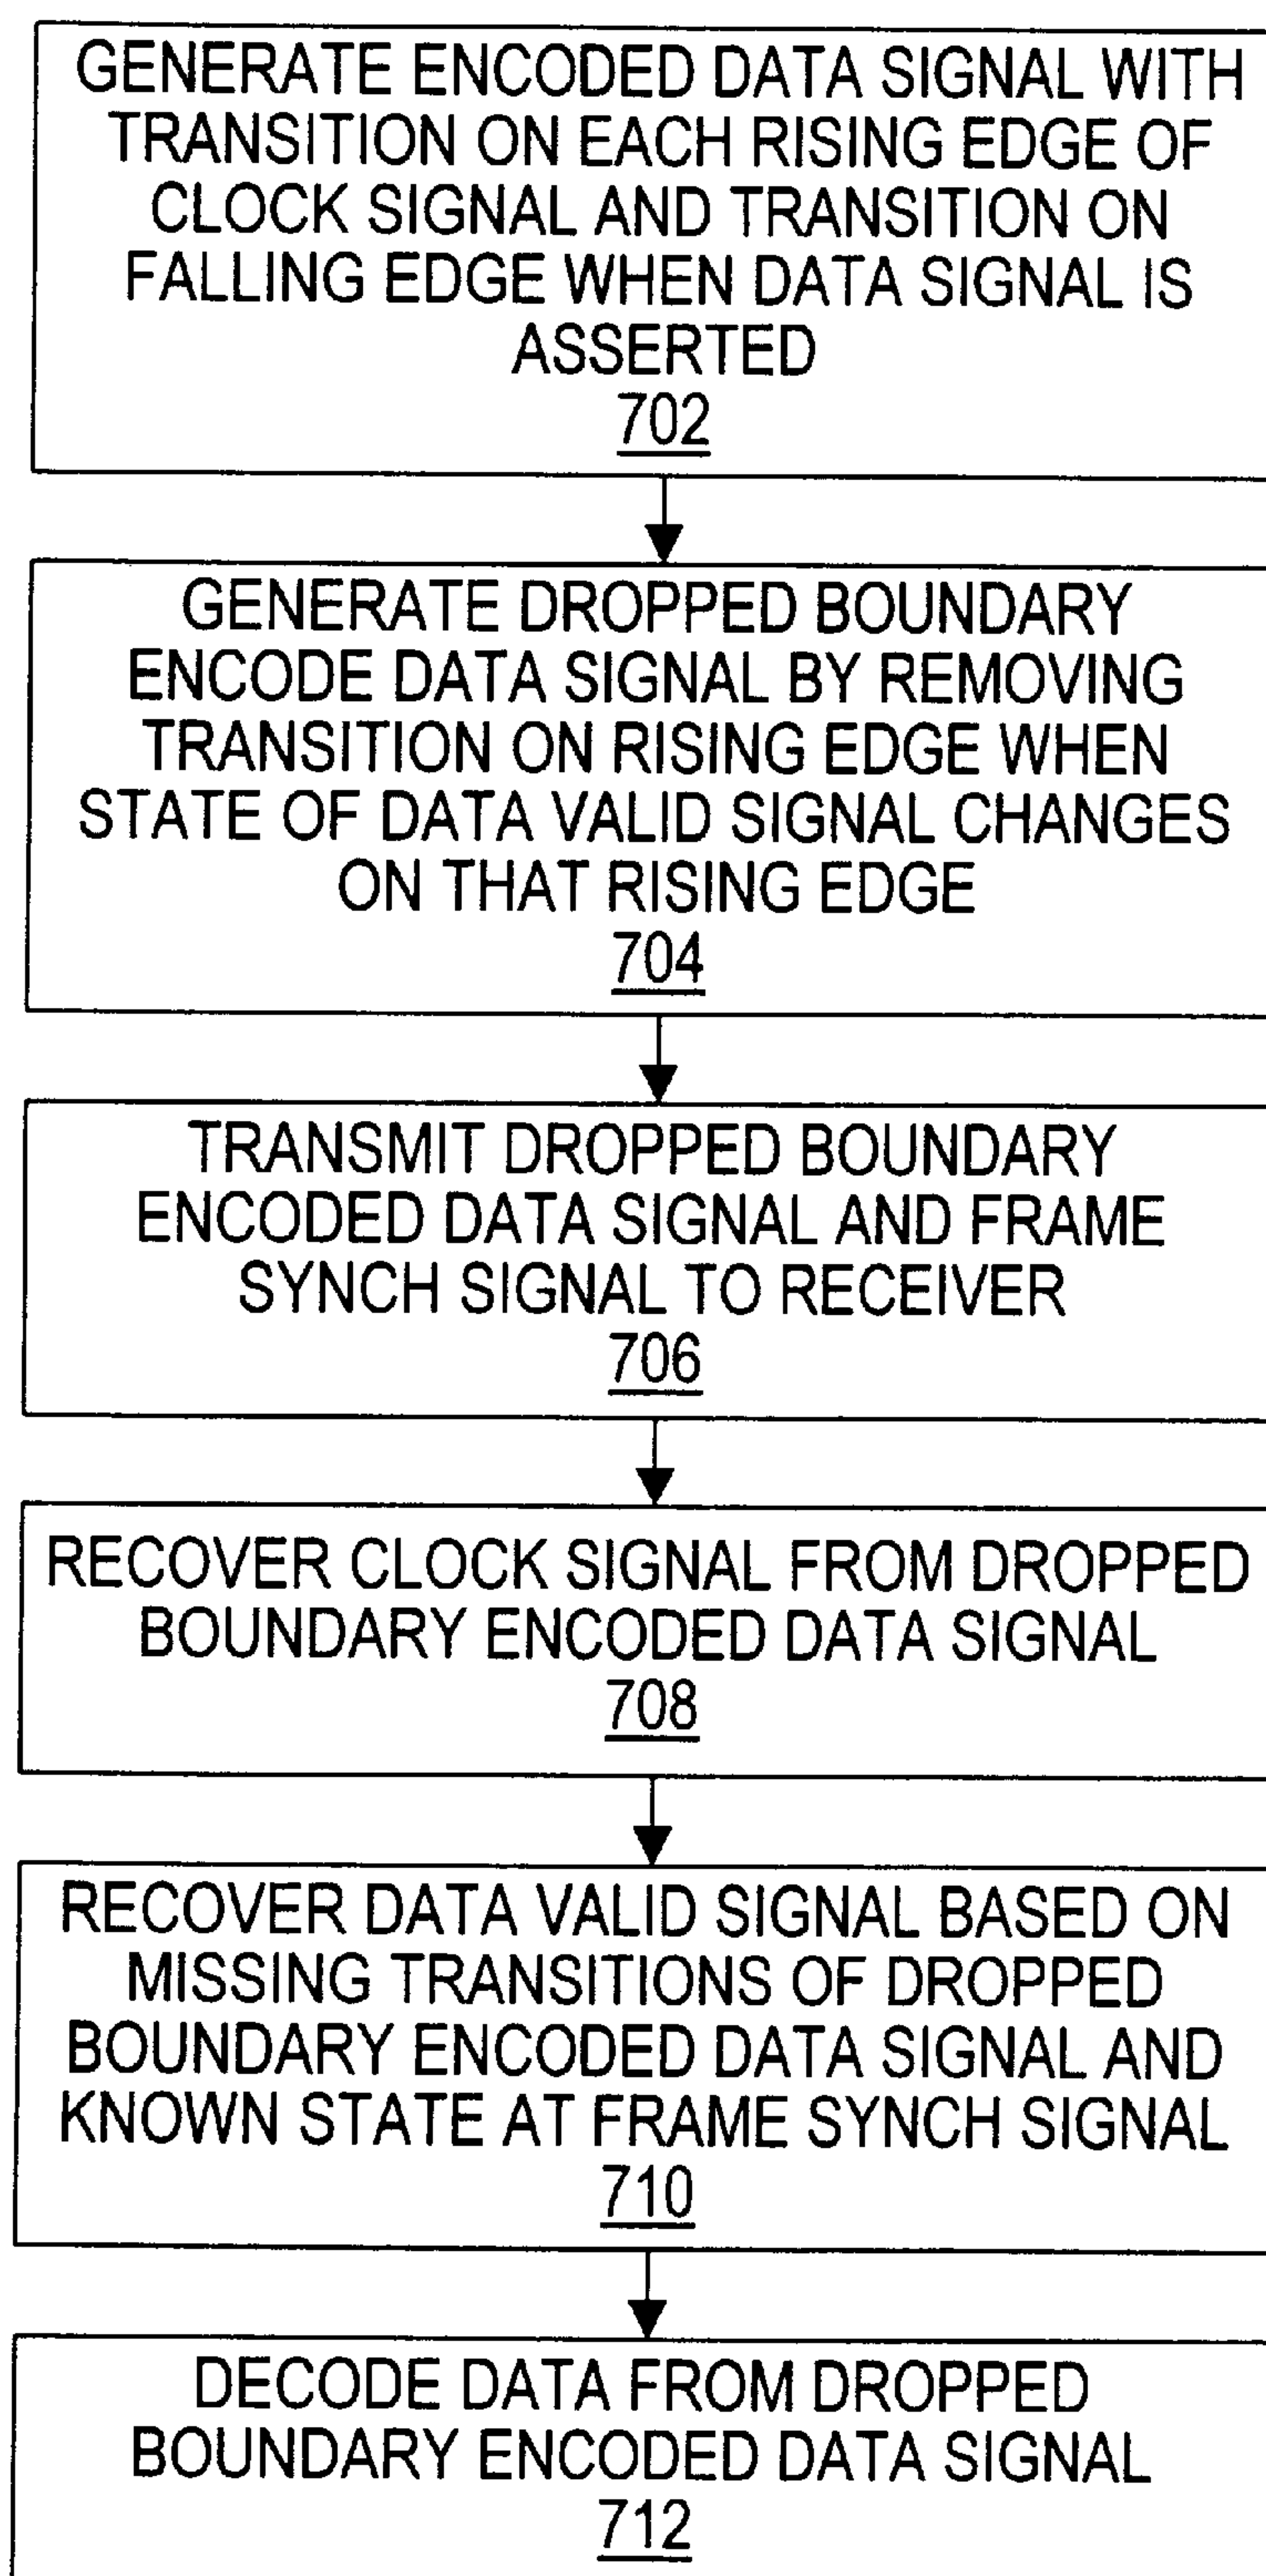 GENERATE ENCODED DATA SIGNAL WITH
TRANSITION ON EACH RISING EDGE OF
CLOCK SIGNAL AND TRANSITION ON
FALLING EDGE WHEN DATA SIGNAL IS
ASSERTED
702
GENERATE DROPPED BOUNDARY
ENCODE DATA SIGNAL BY REMOVING
TRANSITION ON RISING EDGE WHEN
STATE OF DATA VALID SIGNAL CHANGES
ON THAT RISING EDGE
704
TRANSMIT DROPPED BOUNDARY
ENCODED DATA SIGNAL AND FRAME
SYNCH SIGNAL TO RECEIVER
706
RECOVER CLOCK SIGNAL FROM DROPPED
BOUNDARY ENCODED DATA SIGNAL
708
RECOVER DATA VALID SIGNAL BASED ON
MISSING TRANSITIONS OF DROPPED
BOUNDARY ENCODED DATA SIGNAL AND
KNOWN STATE AT FRAME SYNCH SIGNAL
710
DECODE DATA FROM DROPPED
BOUNDARY ENCODED DATA SIGNAL
712